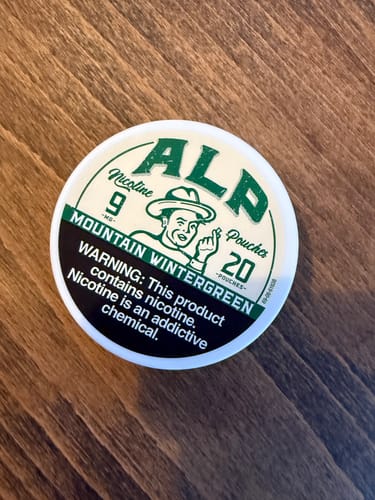 ALP
Nicotine
9
-MG-
Pouches
20
-POUCHES-
MOUNTAIN WINTERGREEN
WARNING: This product
contains nicotine.
Nicotine is an addictive
chemical.